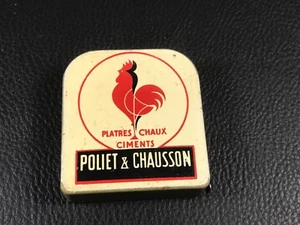 PLATRES CHAUX
CIMENTS
POLIET & CHAUSSON